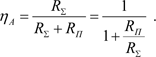 η_A = R_Σ / (R_Σ + R_П) = 1 / (1 + R_П / R_Σ) .